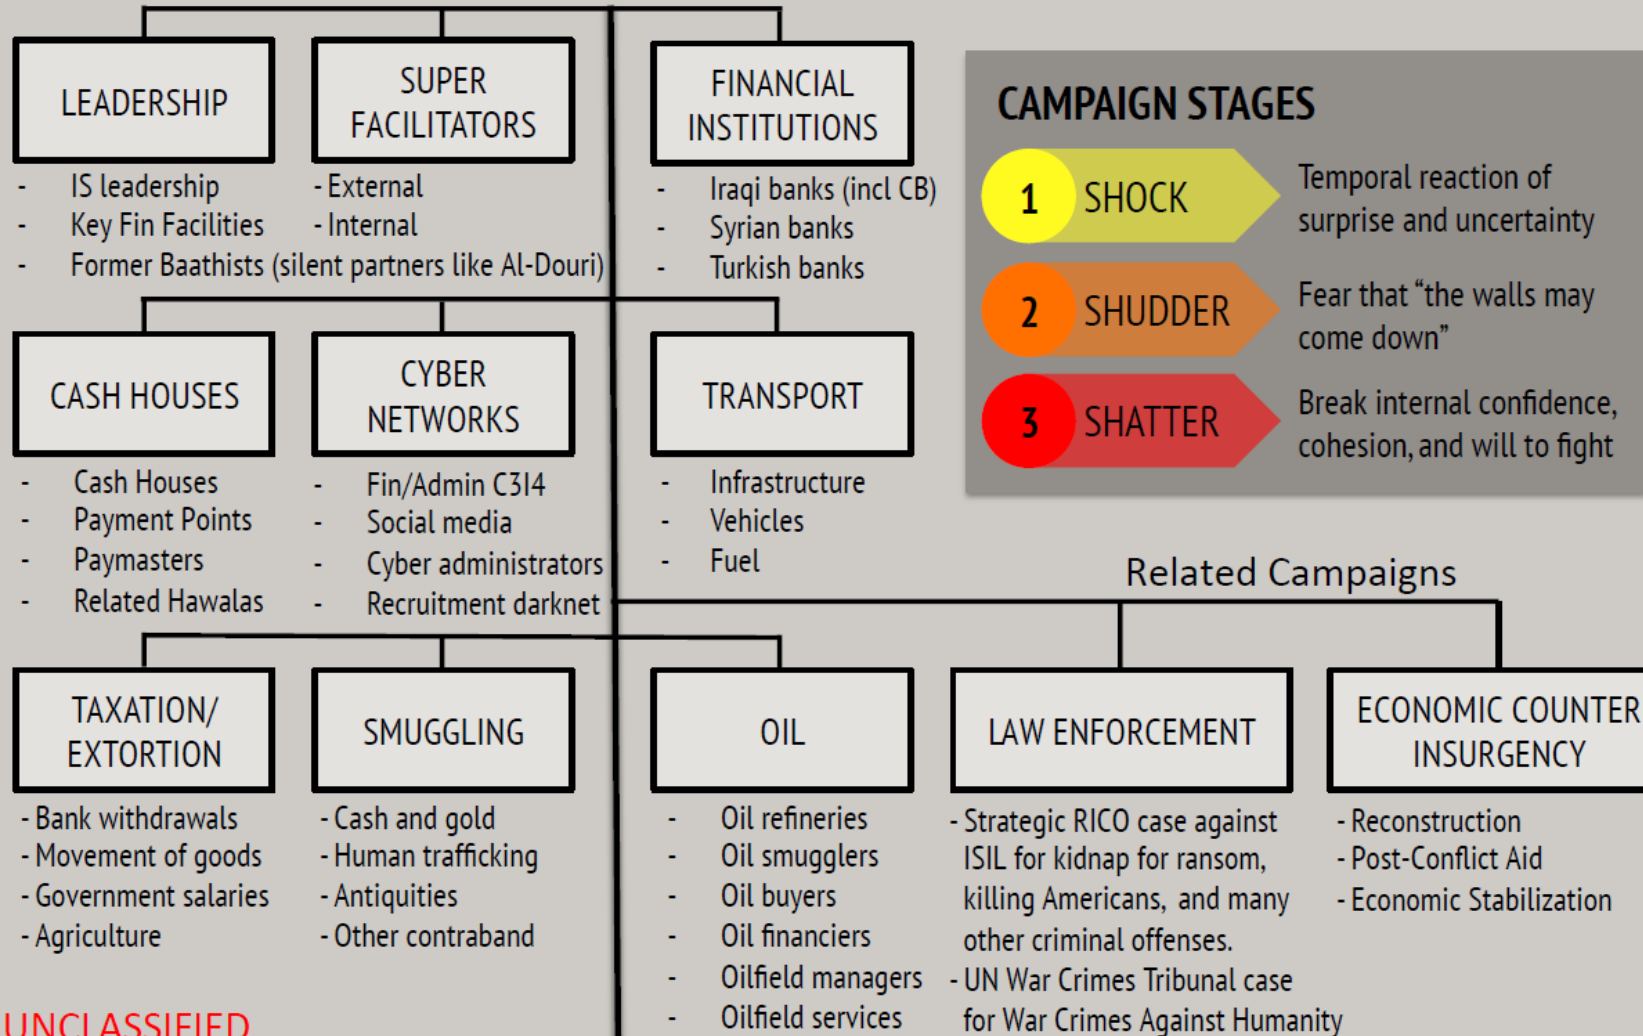 LEADERSHIP
- IS leadership
- Key Fin Facilities
- Former Baathists (silent partners like Al-Douri)
SUPER
FACILITATORS
- External
- Internal
FINANCIAL
INSTITUTIONS
- Iraqi banks (incl CB)
- Syrian banks
- Turkish banks
CAMPAIGN STAGES
1 SHOCK
Temporal reaction of
surprise and uncertainty
2 SHUDDER
Fear that “the walls may
come down”
3 SHATTER
Break internal confidence,
cohesion, and will to fight
CASH HOUSES
- Cash Houses
- Payment Points
- Paymasters
- Related Hawalas
CYBER
NETWORKS
- Fin/Admin C3I4
- Social media
- Cyber administrators
- Recruitment darknet
TRANSPORT
- Infrastructure
- Vehicles
- Fuel
Related Campaigns
TAXATION/
EXTORTION
- Bank withdrawals
- Movement of goods
- Government salaries
- Agriculture
SMUGGLING
- Cash and gold
- Human trafficking
- Antiquities
- Other contraband
OIL
- Oil refineries
- Oil smugglers
- Oil buyers
- Oil financiers
- Oilfield managers
- Oilfield services
LAW ENFORCEMENT
- Strategic RICO case against
ISIL for kidnap for ransom,
killing Americans, and many
other criminal offenses.
- UN War Crimes Tribunal case
for War Crimes Against Humanity
ECONOMIC COUNTER
INSURGENCY
- Reconstruction
- Post-Conflict Aid
- Economic Stabilization
UNCLASSIFIED